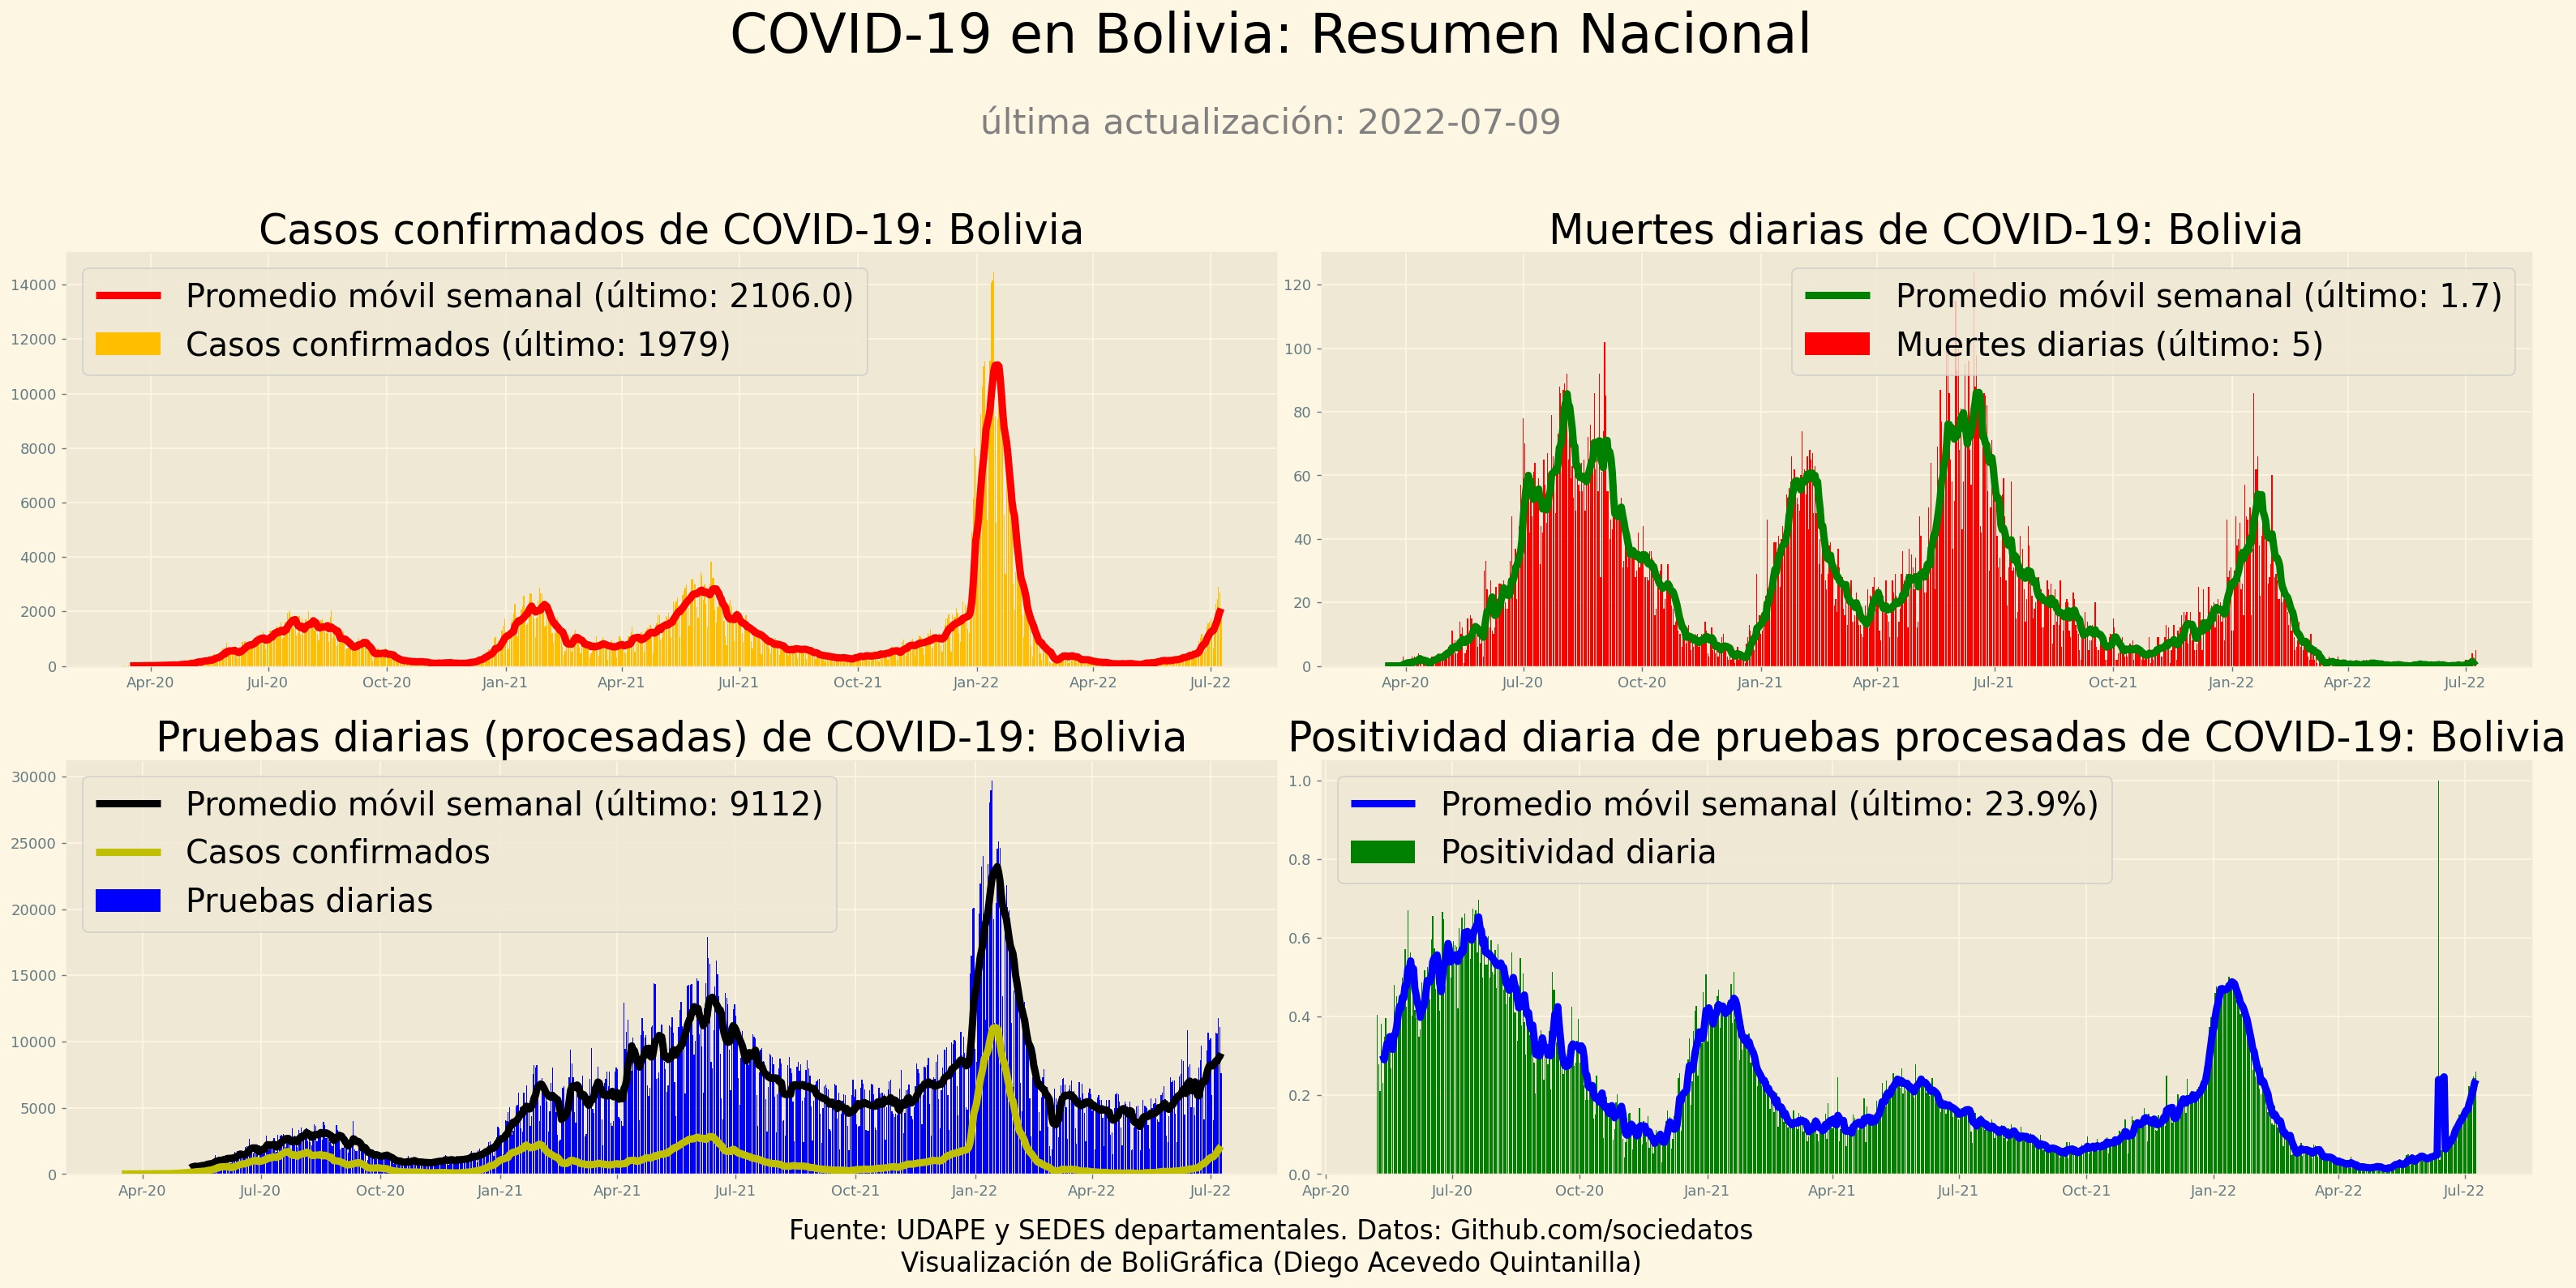 COVID-19 en Bolivia: Resumen Nacional
última actualización: 2022-07-09
Casos confirmados de COVID-19: Bolivia
14000
12000
10000
8000
6000
4000
2000
0
Promedio móvil semanal (último: 2106.0)
Casos confirmados (último: 1979)
Apr-20 Jul-20 Oct-20 Jan-21 Apr-21 Jul-21 Oct-21 Jan-22 Apr-22 Jul-22
Muertes diarias de COVID-19: Bolivia
120
100
80
60
40
20
0
Promedio móvil semanal (último: 1.7)
Muertes diarias (último: 5)
Apr-20 Jul-20 Oct-20 Jan-21 Apr-21 Jul-21 Oct-21 Jan-22 Apr-22 Jul-22
Pruebas diarias (procesadas) de COVID-19: Bolivia
30000
25000
20000
15000
10000
5000
0
Promedio móvil semanal (último: 9112)
Casos confirmados
Pruebas diarias
Apr-20 Jul-20 Oct-20 Jan-21 Apr-21 Jul-21 Oct-21 Jan-22 Apr-22 Jul-22
Positividad diaria de pruebas procesadas de COVID-19: Bolivia
1.0
0.8
0.6
0.4
0.2
0.0
Promedio móvil semanal (último: 23.9%)
Positividad diaria
Apr-20 Jul-20 Oct-20 Jan-21 Apr-21 Jul-21 Oct-21 Jan-22 Apr-22 Jul-22
Fuente: UDAPE y SEDES departamentales. Datos: Github.com/sociedatos
Visualización de BoliGráfica (Diego Acevedo Quintanilla)